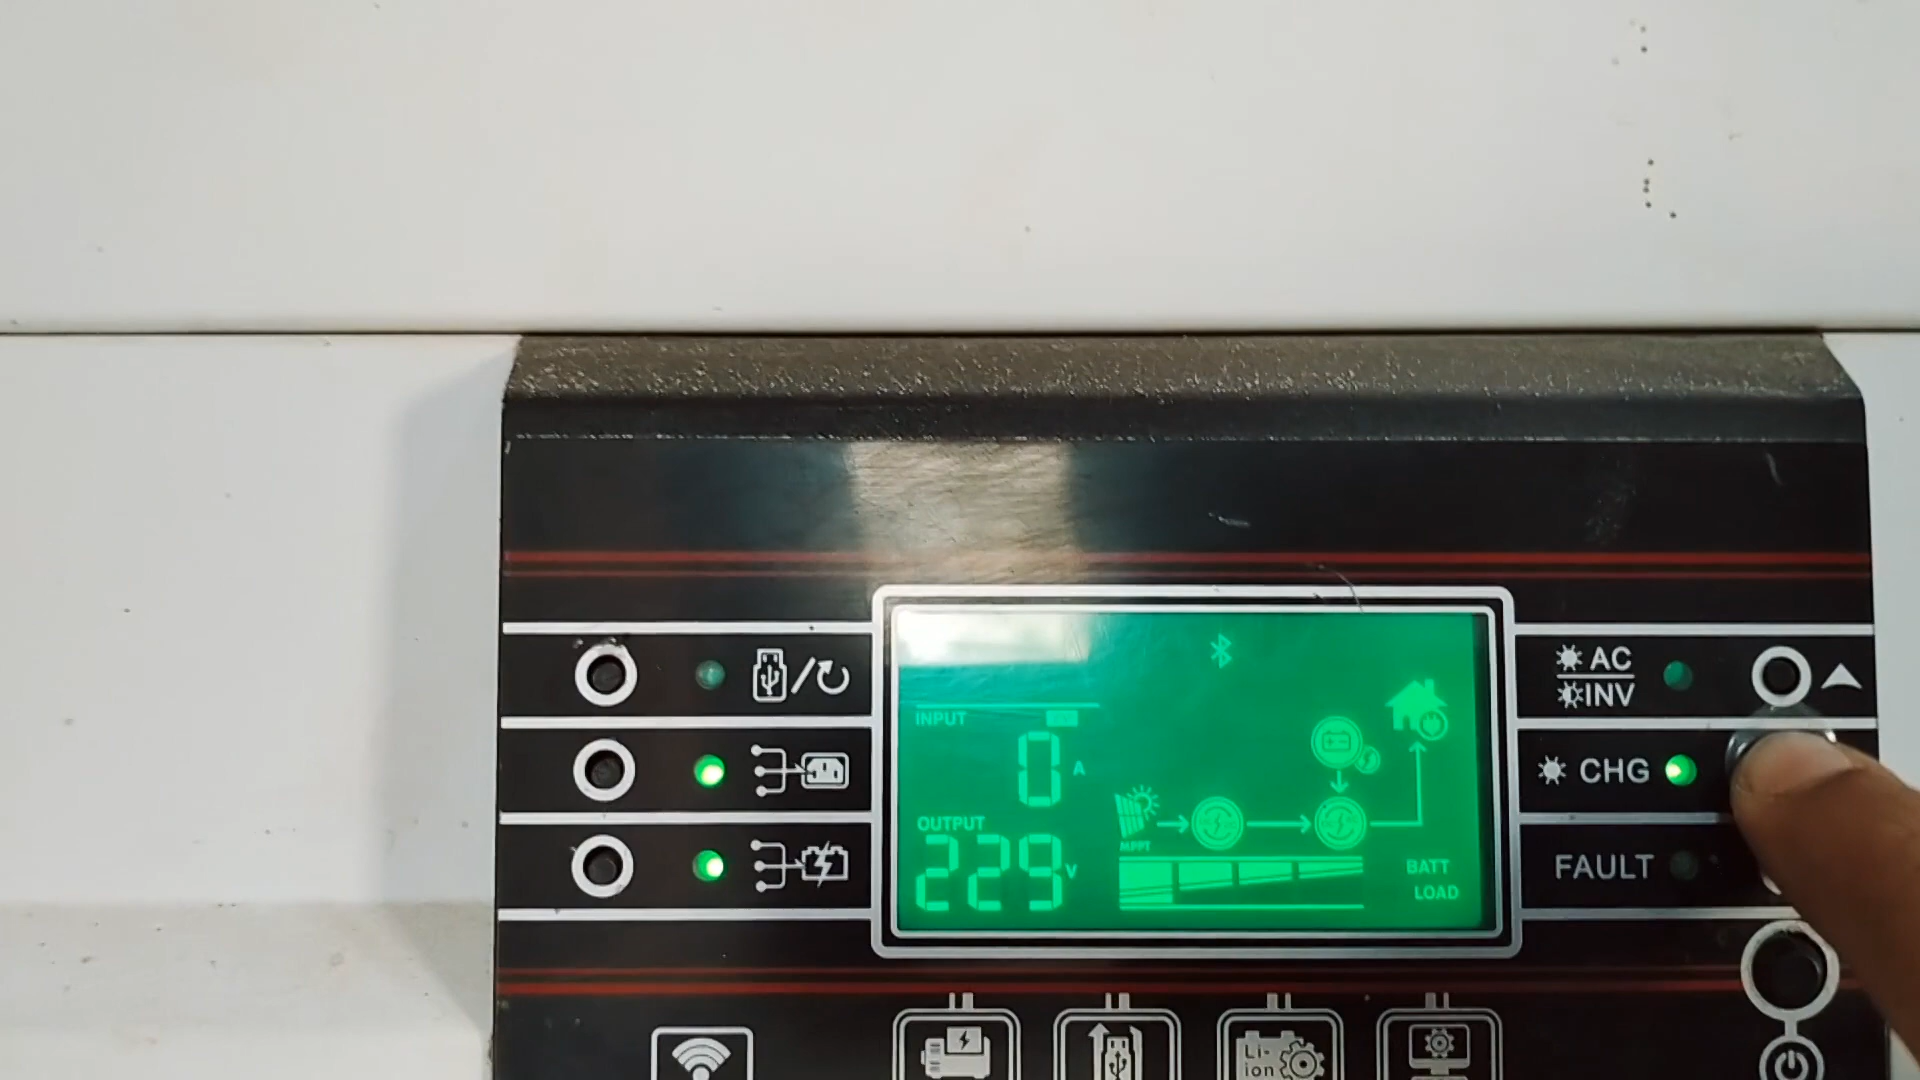 INPUT
0 A
OUTPUT
229 V
MPPT
BATT
LOAD
AC
INV
CHG
FAULT
Li-
ion